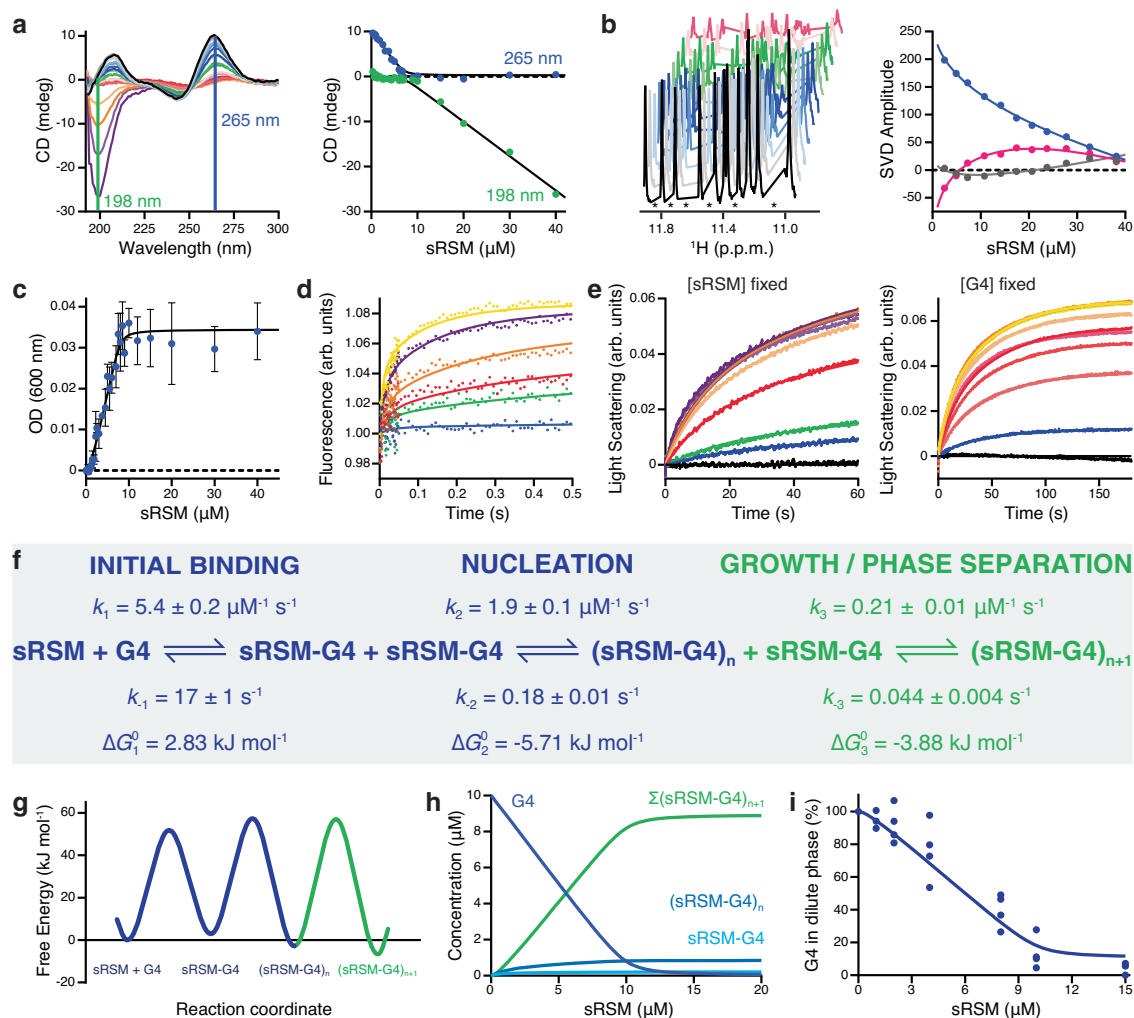 a
CD (mdeg)
10
0
-10
-20
-30
265 nm
198 nm
200
225
250
275
300
Wavelength (nm)
CD (mdeg)
10
0
-10
-20
-30
265 nm
198 nm
0
10
20
30
40
sRSM (μM)
b
* * * * * *
11.8
11.4
11.0
¹H (p.p.m.)
SVD Amplitude
250
200
150
100
50
0
-50
0
10
20
30
40
sRSM (μM)
c
OD (600 nm)
0.04
0.03
0.02
0.01
0
0
10
20
30
40
sRSM (μM)
d
Fluorescence (arb. units)
1.08
1.06
1.04
1.02
1.00
0.98
0
0.1
0.2
0.3
0.4
0.5
Time (s)
e
[sRSM] fixed
Light Scattering (arb. units)
0.06
0.04
0.02
0
0
20
40
60
Time (s)
[G4] fixed
Light Scattering (arb. units)
0.06
0.04
0.02
0
0
50
100
150
Time (s)
f
INITIAL BINDING
NUCLEATION
GROWTH / PHASE SEPARATION
k₁ = 5.4 ± 0.2 μM⁻¹ s⁻¹
k₂ = 1.9 ± 0.1 μM⁻¹ s⁻¹
k₃ = 0.21 ± 0.01 μM⁻¹ s⁻¹
sRSM + G4 ⇌ sRSM-G4 + sRSM-G4 ⇌ (sRSM-G4)ₙ + sRSM-G4 ⇌ (sRSM-G4)ₙ₊₁
k₋₁ = 17 ± 1 s⁻¹
k₋₂ = 0.18 ± 0.01 s⁻¹
k₋₃ = 0.044 ± 0.004 s⁻¹
ΔG₁⁰ = 2.83 kJ mol⁻¹
ΔG₂⁰ = -5.71 kJ mol⁻¹
ΔG₃⁰ = -3.88 kJ mol⁻¹
g
Free Energy (kJ mol⁻¹)
60
40
20
0
-20
sRSM + G4
sRSM-G4
(sRSM-G4)ₙ
(sRSM-G4)ₙ₊₁
Reaction coordinate
h
Concentration (μM)
10
8
6
4
2
0
G4
Σ(sRSM-G4)ₙ₊₁
(sRSM-G4)ₙ
sRSM-G4
0
5
10
15
20
sRSM (μM)
i
G4 in dilute phase (%)
100
80
60
40
20
0
0
3
6
9
12
15
sRSM (μM)